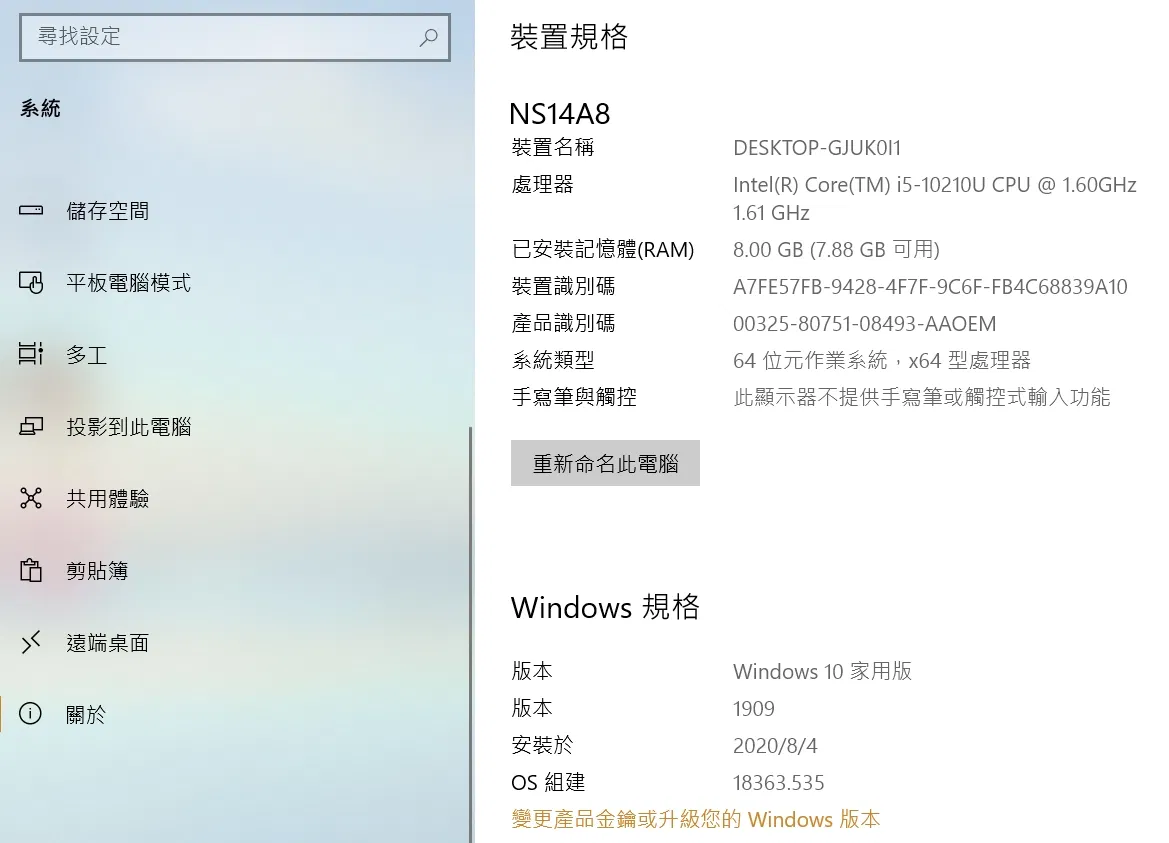 尋找設定
系統
儲存空間
平板電腦模式
多工
投影到此電腦
共用體驗
剪貼簿
遠端桌面
關於
裝置規格
NS14A8
裝置名稱 DESKTOP-GJUK0I1
處理器 Intel(R) Core(TM) i5-10210U CPU @ 1.60GHz
1.61 GHz
已安裝記憶體(RAM) 8.00 GB (7.88 GB 可用)
裝置識別碼 A7FE57FB-9428-4F7F-9C6F-FB4C68839A10
產品識別碼 00325-80751-08493-AAOEM
系統類型 64 位元作業系統，x64 型處理器
手寫筆與觸控 此顯示器不提供手寫筆或觸控式輸入功能
重新命名此電腦
Windows 規格
版本 Windows 10 家用版
版本 1909
安裝於 2020/8/4
OS 組建 18363.535
變更產品金鑰或升級您的 Windows 版本